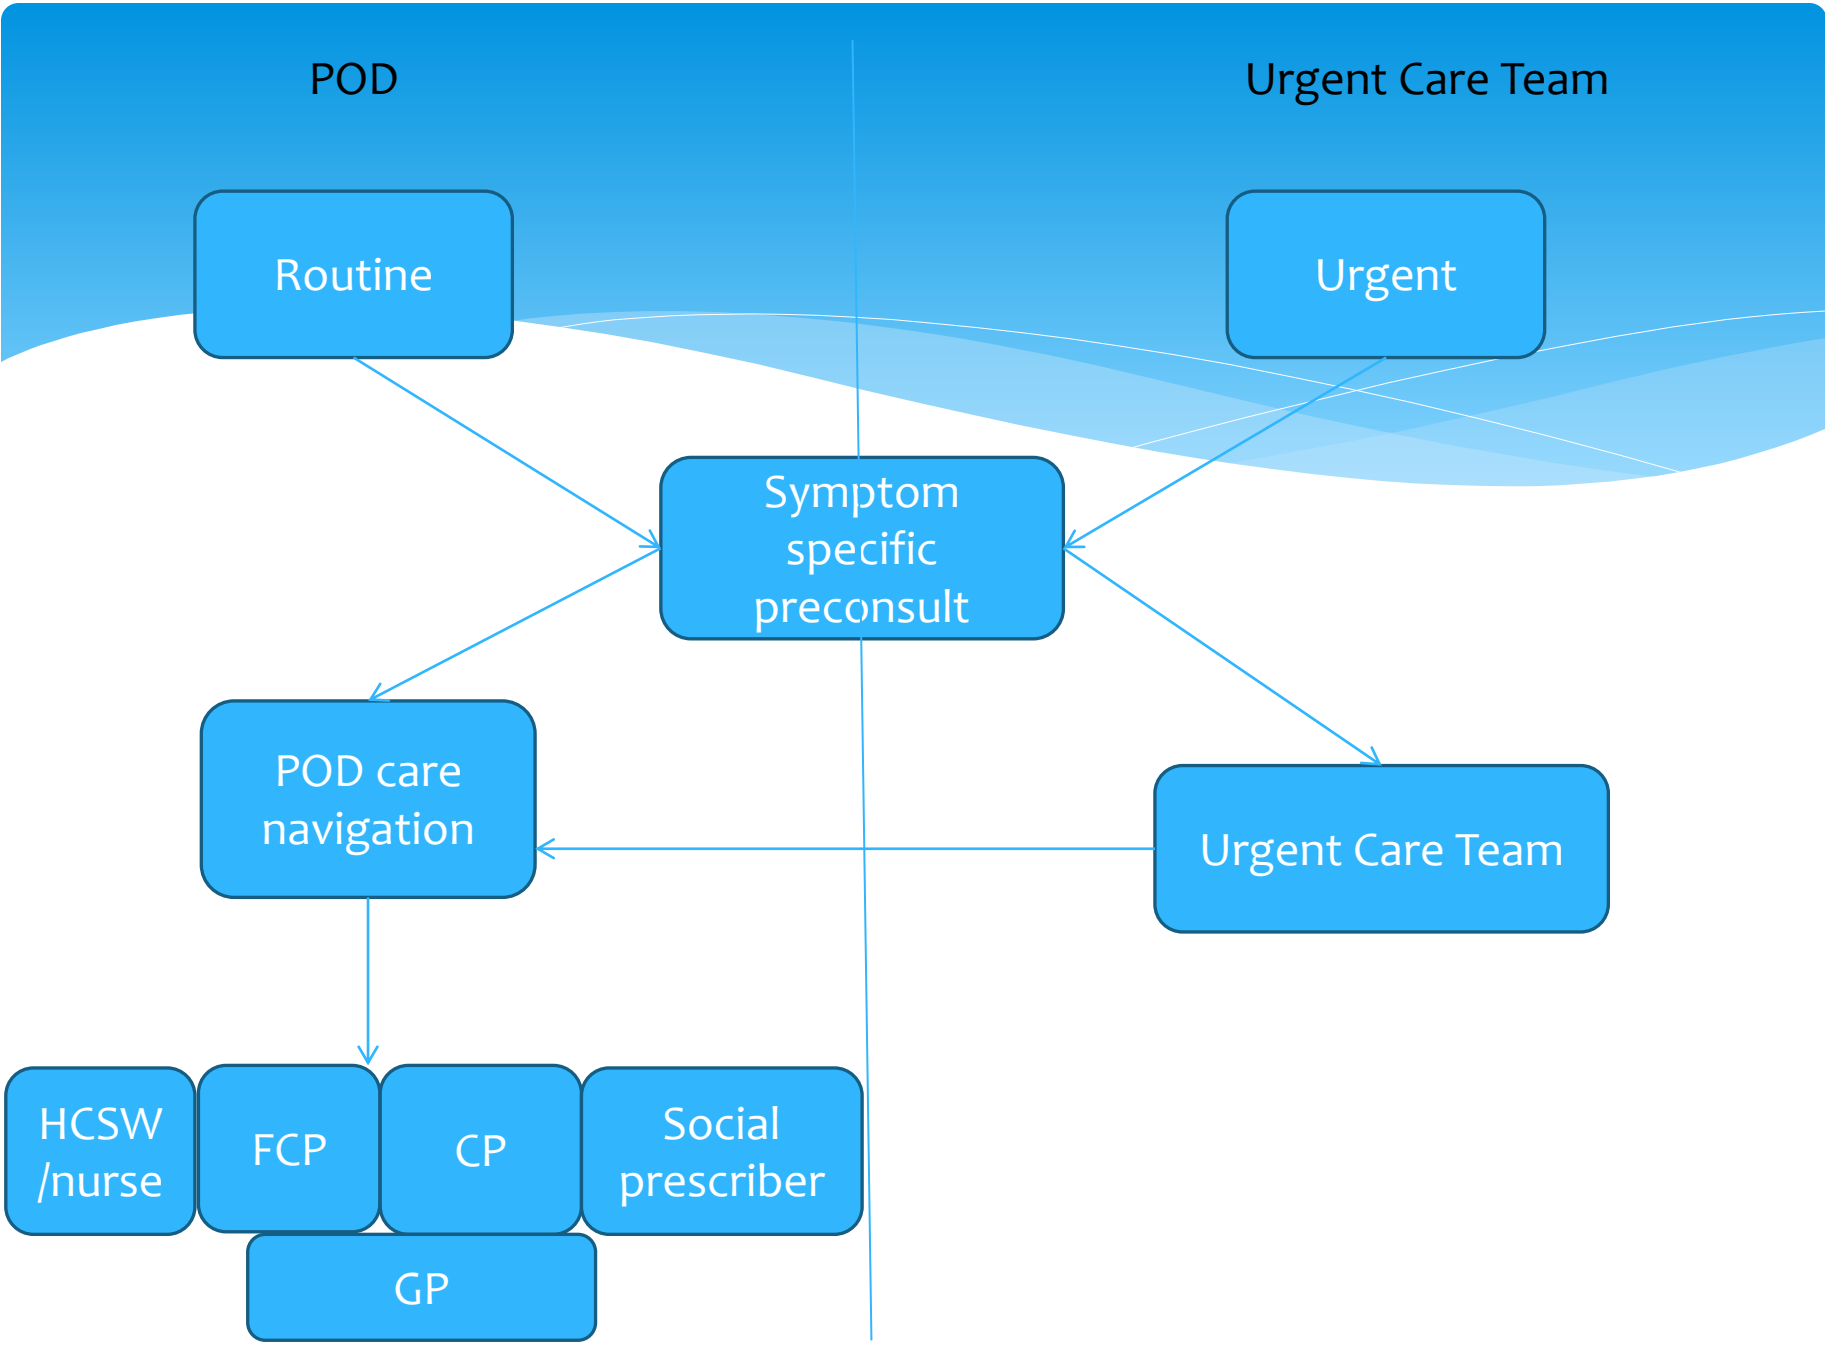 POD
Urgent Care Team
Routine
Urgent
Symptom
specific
preconsult
POD care
navigation
Urgent Care Team
HCSW
/nurse
FCP
CP
Social
prescriber
GP